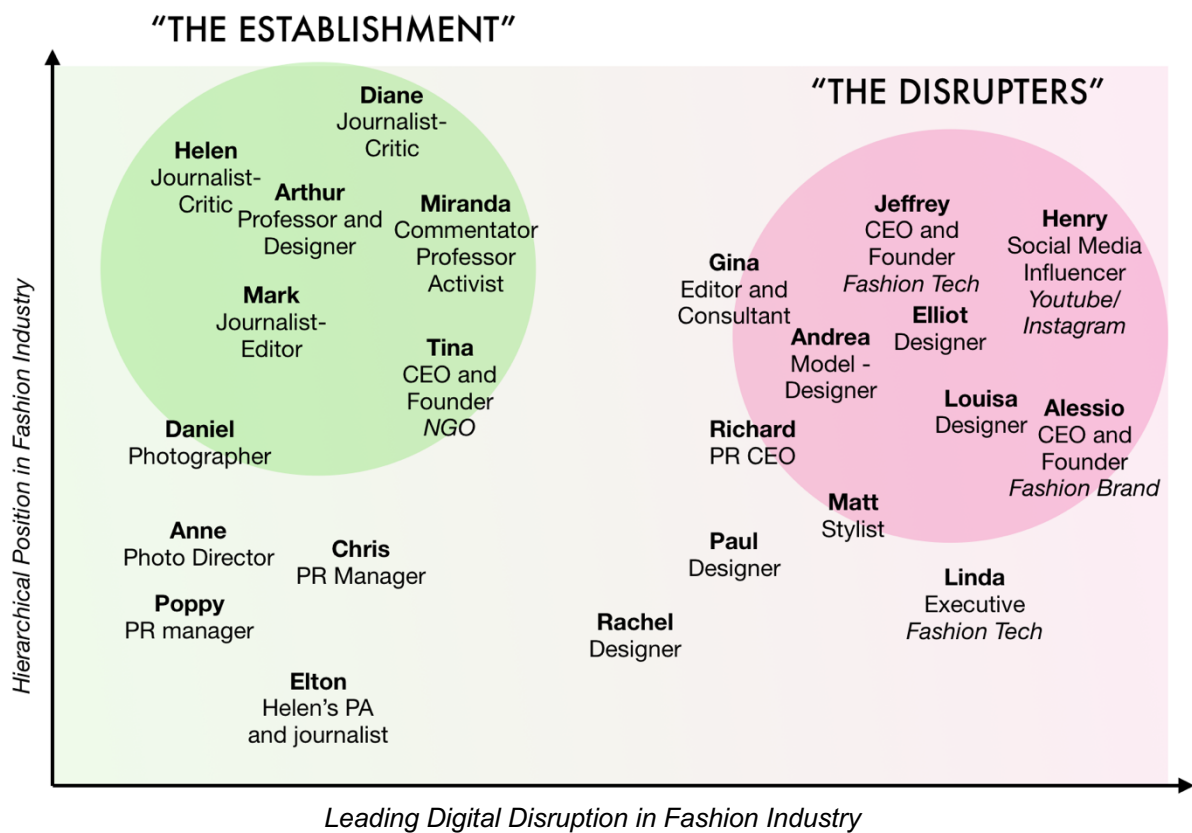 “THE ESTABLISHMENT”
“THE DISRUPTERS”
Hierarchical Position in Fashion Industry
Diane
Journalist-
Critic
Helen
Journalist-
Critic
Arthur
Professor and
Designer
Miranda
Commentator
Professor
Activist
Mark
Journalist-
Editor
Tina
CEO and
Founder
NGO
Daniel
Photographer
Anne
Photo Director
Chris
PR Manager
Poppy
PR manager
Elton
Helen’s PA
and journalist
Jeffrey
CEO and
Founder
Fashion Tech
Henry
Social Media
Influencer
Youtube/
Instagram
Gina
Editor and
Consultant
Elliot
Designer
Andrea
Model -
Designer
Louisa
Designer
Alessio
CEO and
Founder
Fashion Brand
Richard
PR CEO
Matt
Stylist
Paul
Designer
Linda
Executive
Fashion Tech
Rachel
Designer
Leading Digital Disruption in Fashion Industry